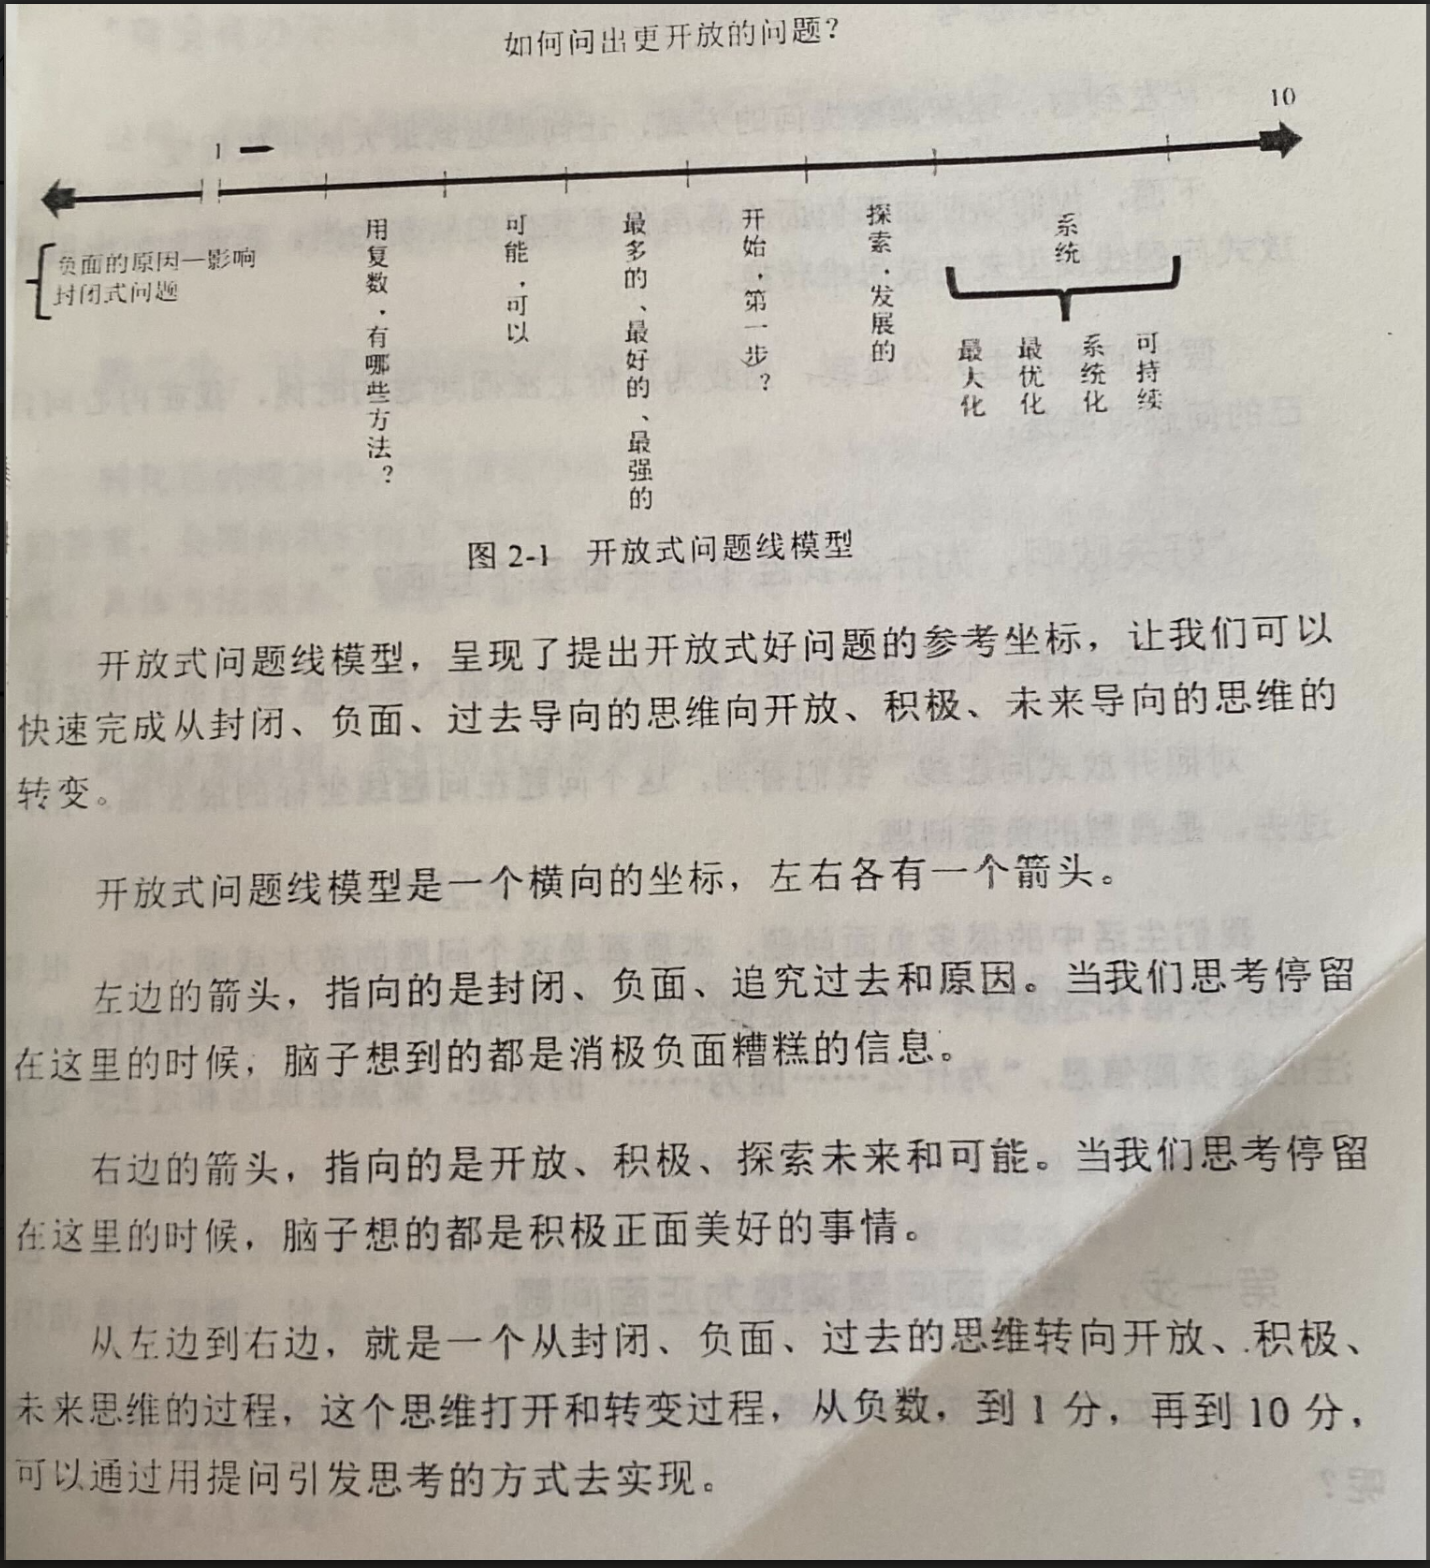 如何问出更开放的问题？
1
10
负面的原因—影响
封闭式问题
用复数，有哪些方法？
可能，可以
最多的、最好的、最强的
开始，第一步？
探索，发展的
系统
最大化
最优化
系统化
可持续
图 2-1 开放式问题线模型
开放式问题线模型，呈现了提出开放式好问题的参考坐标，让我们可以
快速完成从封闭、负面、过去导向的思维向开放、积极、未来导向的思维的
转变。
开放式问题线模型是一个横向的坐标，左右各有一个箭头。
左边的箭头，指向的是封闭、负面、追究过去和原因。当我们思考停留
在这里的时候，脑子想到的都是消极负面糟糕的信息。
右边的箭头，指向的是开放、积极、探索未来和可能。当我们思考停留
在这里的时候，脑子想的都是积极正面美好的事情。
从左边到右边，就是一个从封闭、负面、过去的思维转向开放、积极、
未来思维的过程，这个思维打开和转变过程，从负数，到 1 分，再到 10 分，
可以通过用提问引发思考的方式去实现。